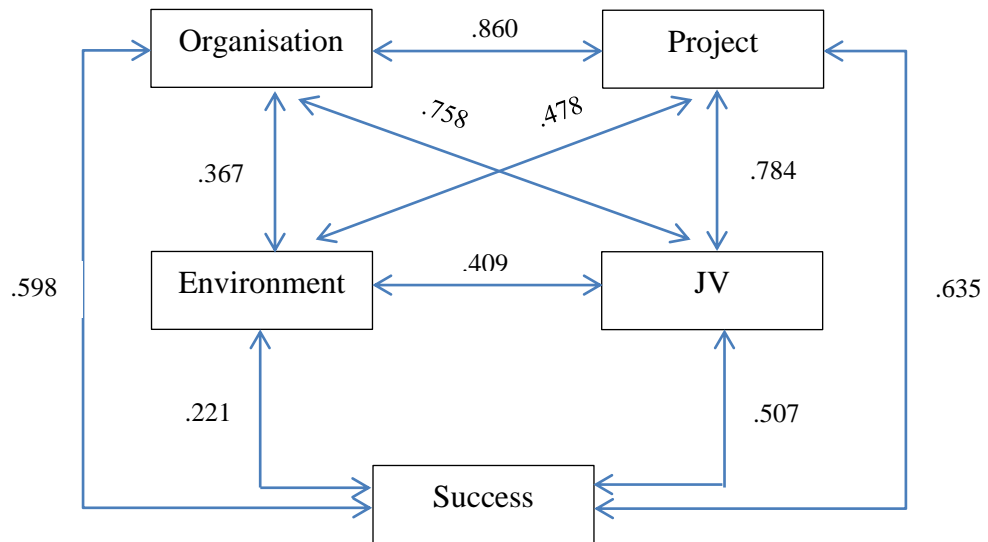 Organisation
.860
Project
.758
.478
.367
.784
Environment
.409
JV
.598
.635
.221
.507
Success